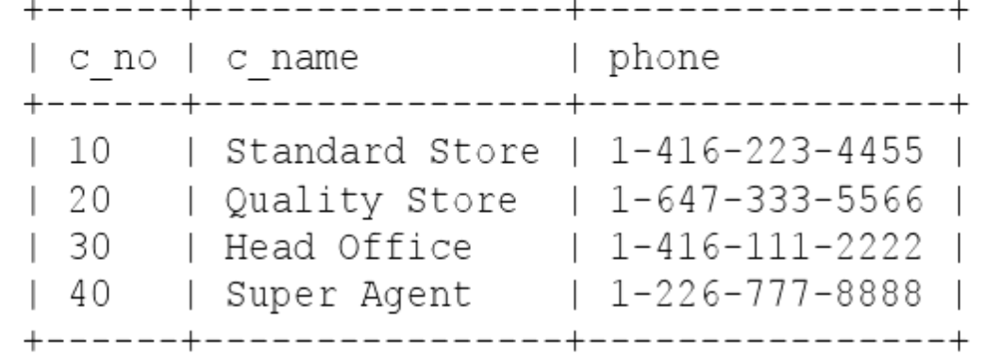 +------+----------------+----------------+
| c_no | c_name         | phone          |
+------+----------------+----------------+
| 10   | Standard Store | 1-416-223-4455 |
| 20   | Quality Store  | 1-647-333-5566 |
| 30   | Head Office    | 1-416-111-2222 |
| 40   | Super Agent    | 1-226-777-8888 |
+------+----------------+----------------+